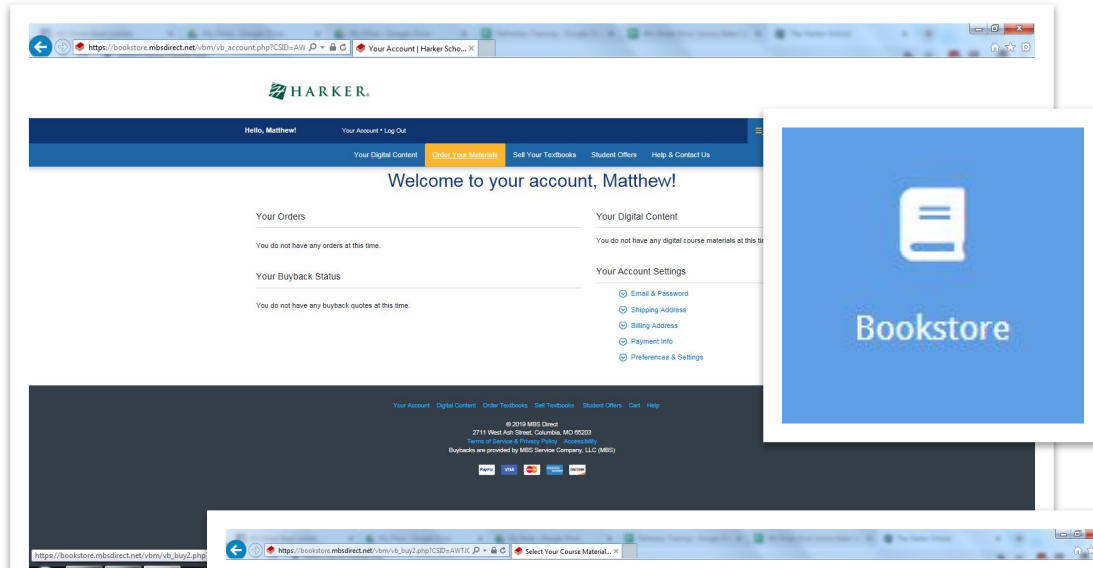 https://bookstore.mbsdirect.net/vbm/vb_account.php?CSID=AW
Your Account | Harker Scho...
HARKER
Hello, Matthew!
Your Account • Log Out
Your Digital Content
Order Your Materials
Sell Your Textbooks
Student Offers
Help & Contact Us
Welcome to your account, Matthew!
Your Orders
You do not have any orders at this time.
Your Buyback Status
You do not have any buyback quotes at this time.
Your Digital Content
You do not have any digital course materials at this
Your Account Settings
Email & Password
Shipping Address
Billing Address
Payment Info
Preferences & Settings
Bookstore
Your Account Digital Content Order Textbooks Sell Textbooks Student Offers Cart Help
© 2019 MBS Direct
2711 West Ash Street, Columbia, MO 65203
Terms of Service & Privacy Policy Accessibility
Buybacks are provided by MBS Service Company, LLC (MBS)
PayPal VISA
https://bookstore.mbsdirect.net/vbm/vb_buy2.php
https://bookstore.mbsdirect.net/vbm/vb_buy2.php?CSID=AWTJC
Select Your Course Material...